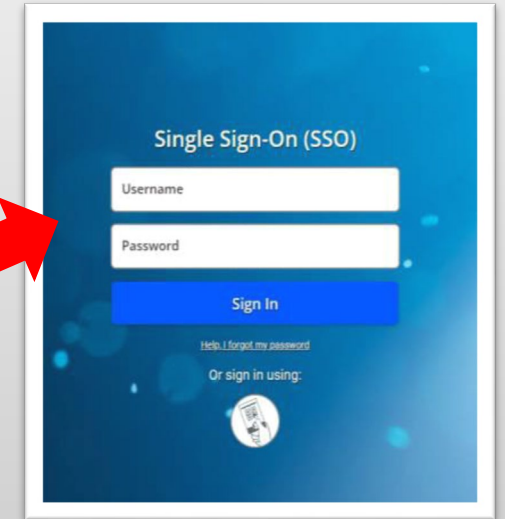 Single Sign-On (SSO)
Username
Password
Sign In
Help, I forgot my password
Or sign in using: